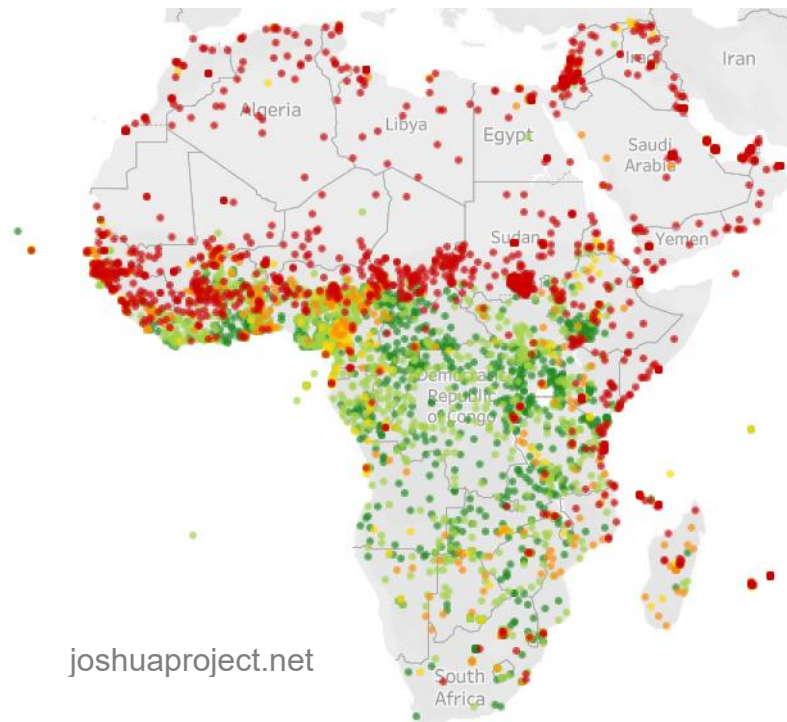 Iraq
Iran
Algeria
Libya
Egypt
Saudi
Arabia
Sudan
Yemen
Democratic
Republic
of Congo
joshuaproject.net
South
Africa